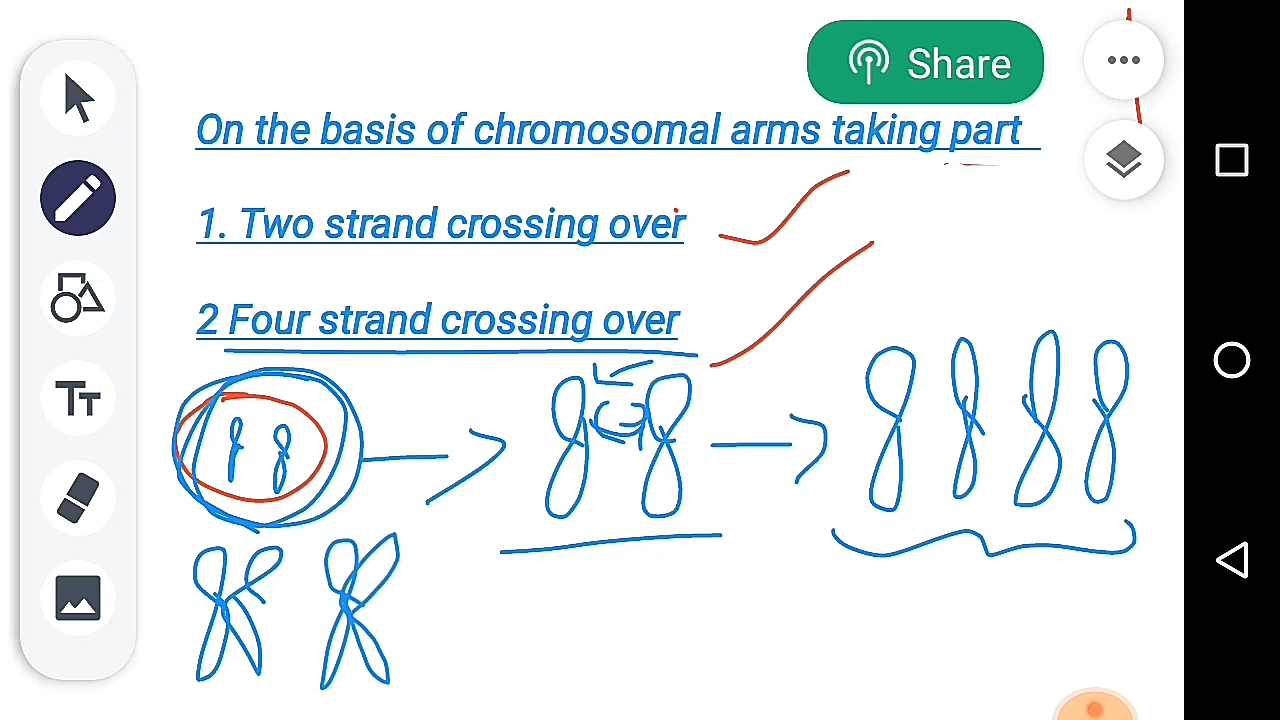 Share
On the basis of chromosomal arms taking part
1. Two strand crossing over
2 Four strand crossing over
TT